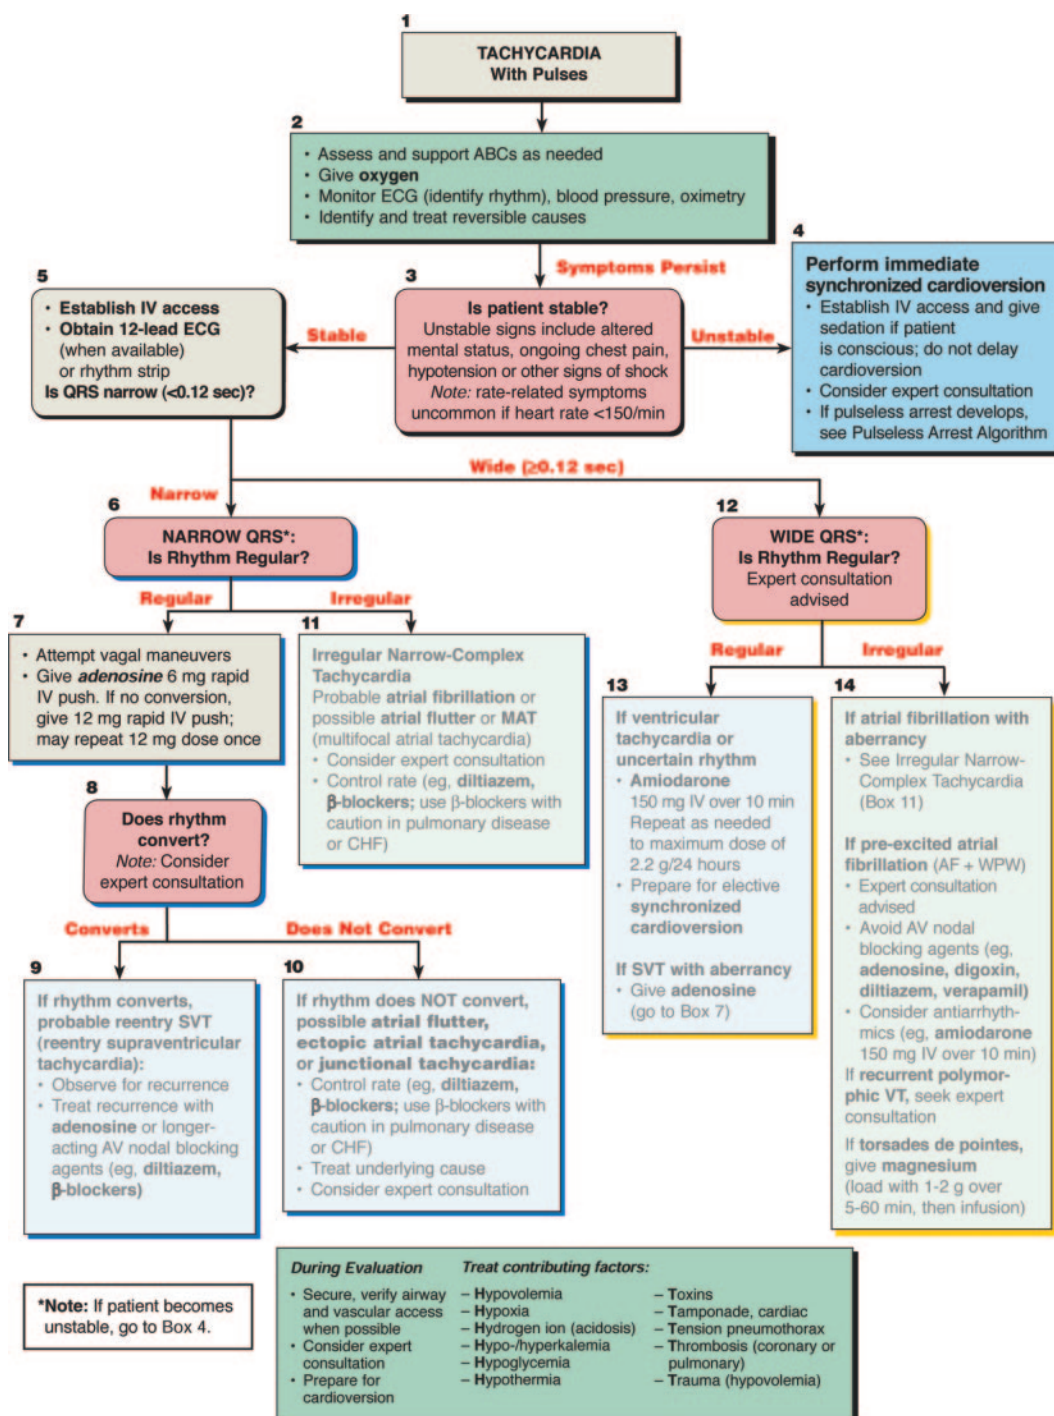 1
TACHYCARDIA
With Pulses
2
• Assess and support ABCs as needed
• Give oxygen
• Monitor ECG (identify rhythm), blood pressure, oximetry
• Identify and treat reversible causes
Symptoms Persist
3
Is patient stable?
Unstable signs include altered
mental status, ongoing chest pain,
hypotension or other signs of shock
Note: rate-related symptoms
uncommon if heart rate <150/min
Stable
Unstable
4
Perform immediate
synchronized cardioversion
• Establish IV access and give
sedation if patient
is conscious; do not delay
cardioversion
• Consider expert consultation
• If pulseless arrest develops,
see Pulseless Arrest Algorithm
5
• Establish IV access
• Obtain 12-lead ECG
(when available)
or rhythm strip
Is QRS narrow (<0.12 sec)?
Narrow
Wide (≥0.12 sec)
6
NARROW QRS*:
Is Rhythm Regular?
Regular
Irregular
7
• Attempt vagal maneuvers
• Give adenosine 6 mg rapid
IV push. If no conversion,
give 12 mg rapid IV push;
may repeat 12 mg dose once
8
Does rhythm
convert?
Note: Consider
expert consultation
Converts
Does Not Convert
9
If rhythm converts,
probable reentry SVT
(reentry supraventricular
tachycardia):
• Observe for recurrence
• Treat recurrence with
adenosine or longer-
acting AV nodal blocking
agents (eg, diltiazem,
β-blockers)
10
If rhythm does NOT convert,
possible atrial flutter,
ectopic atrial tachycardia,
or junctional tachycardia:
• Control rate (eg, diltiazem,
β-blockers; use β-blockers with
caution in pulmonary disease
or CHF)
• Treat underlying cause
• Consider expert consultation
11
Irregular Narrow-Complex
Tachycardia
Probable atrial fibrillation or
possible atrial flutter or MAT
(multifocal atrial tachycardia)
• Consider expert consultation
• Control rate (eg, diltiazem,
β-blockers; use β-blockers with
caution in pulmonary disease
or CHF)
12
WIDE QRS*:
Is Rhythm Regular?
Expert consultation
advised
Regular
Irregular
13
If ventricular
tachycardia or
uncertain rhythm
• Amiodarone
150 mg IV over 10 min
Repeat as needed
to maximum dose of
2.2 g/24 hours
• Prepare for elective
synchronized
cardioversion
If SVT with aberrancy
• Give adenosine
(go to Box 7)
14
If atrial fibrillation with
aberrancy
• See Irregular Narrow-
Complex Tachycardia
(Box 11)
If pre-excited atrial
fibrillation (AF + WPW)
• Expert consultation
advised
• Avoid AV nodal
blocking agents (eg,
adenosine, digoxin,
diltiazem, verapamil)
• Consider antiarrhyth-
mics (eg, amiodarone
150 mg IV over 10 min)
If recurrent polymor-
phic VT, seek expert
consultation
If torsades de pointes,
give magnesium
(load with 1-2 g over
5-60 min, then infusion)
*Note: If patient becomes
unstable, go to Box 4.
During Evaluation
• Secure, verify airway
and vascular access
when possible
• Consider expert
consultation
• Prepare for
cardioversion
Treat contributing factors:
– Hypovolemia
– Hypoxia
– Hydrogen ion (acidosis)
– Hypo-/hyperkalemia
– Hypoglycemia
– Hypothermia
– Toxins
– Tamponade, cardiac
– Tension pneumothorax
– Thrombosis (coronary or
pulmonary)
– Trauma (hypovolemia)